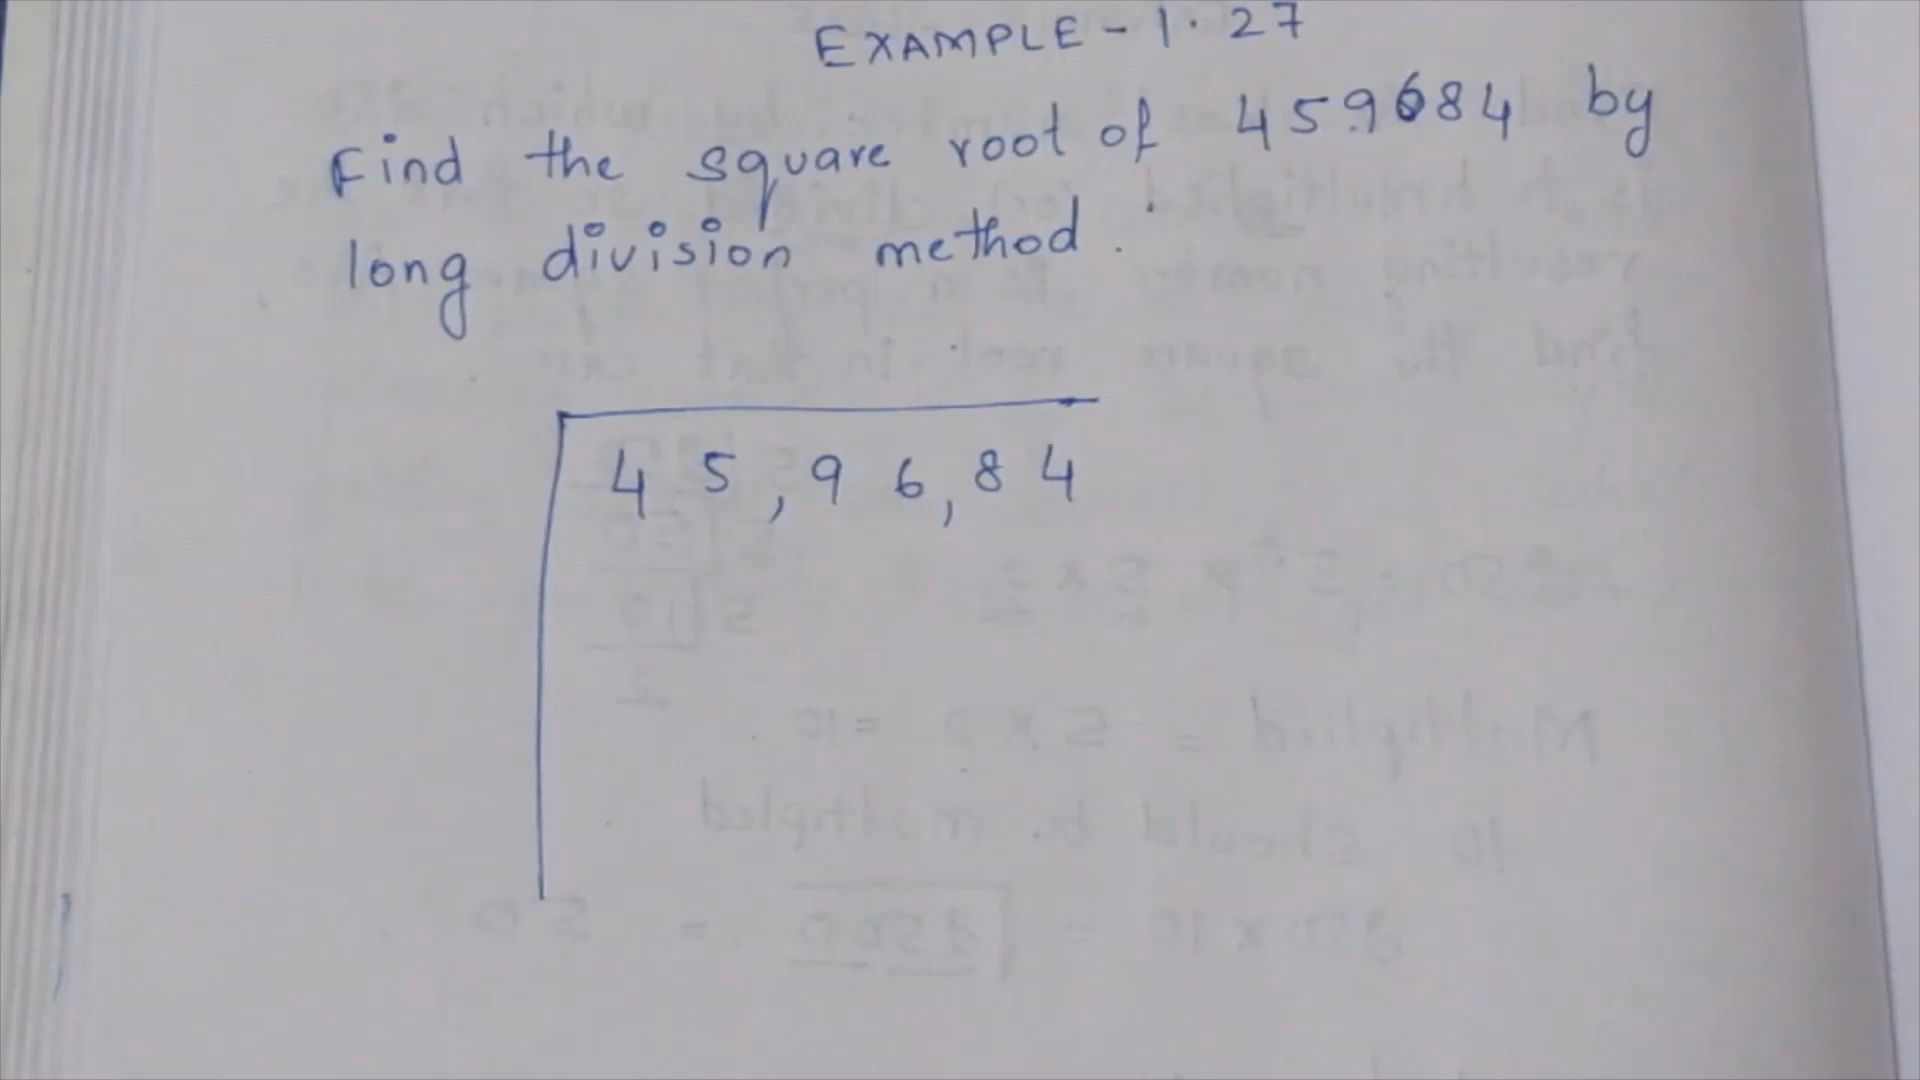 EXAMPLE - 1.27
Find the square root of 459684 by
long division method.
45,96,84